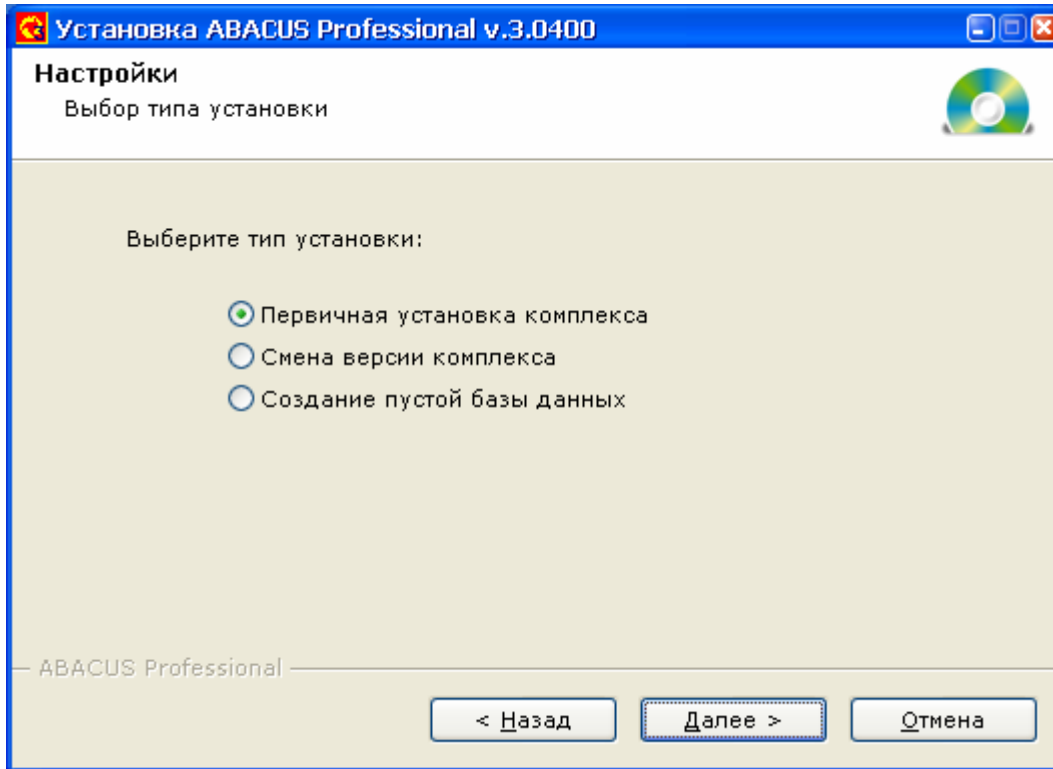 Установка ABACUS Professional v.3.0400
Настройки
Выбор типа установки
Выберите тип установки:
Первичная установка комплекса
Смена версии комплекса
Создание пустой базы данных
ABACUS Professional
< Назад
Далее >
Отмена